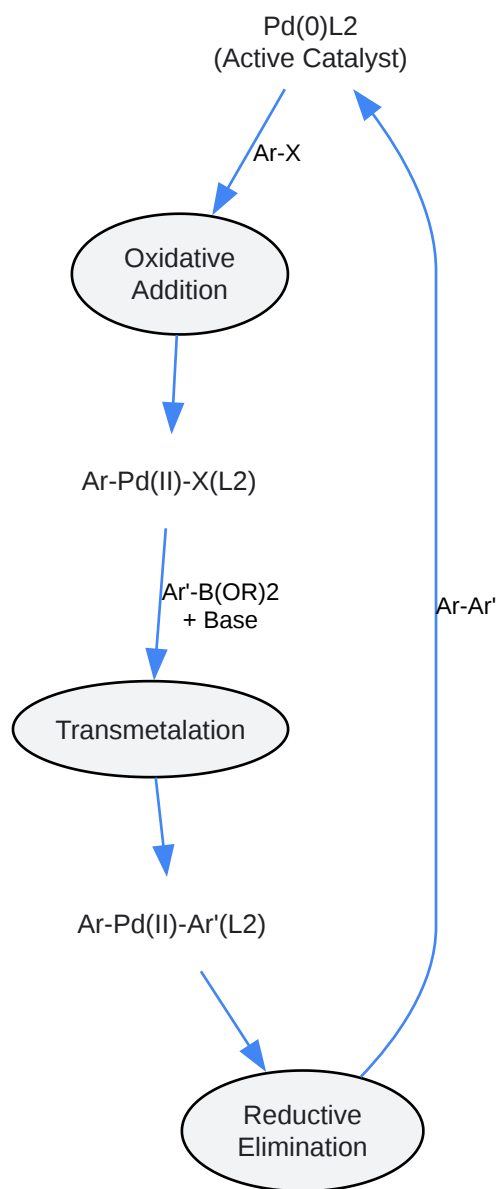 Pd(0)L2
(Active Catalyst)
Ar-X
Oxidative
Addition
Ar-Pd(II)-X(L2)
Ar'-B(OR)2
+ Base
Ar-Ar'
Transmetalation
Ar-Pd(II)-Ar'(L2)
Reductive
Elimination